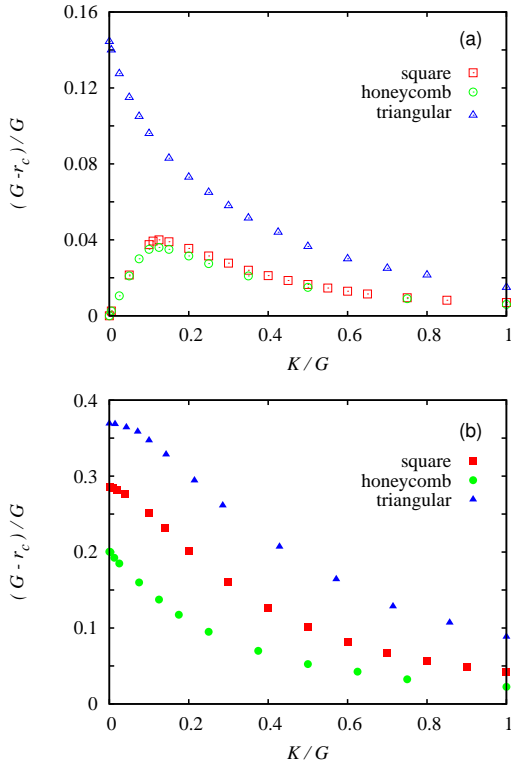 (a)
square
honeycomb
triangular
0.16
0.12
0.08
0.04
0
(G-r_c)/G
0 0.2 0.4 0.6 0.8 1
K/G
(b)
square
honeycomb
triangular
0.4
0.3
0.2
0.1
0
(G-r_c)/G
0 0.2 0.4 0.6 0.8 1
K/G